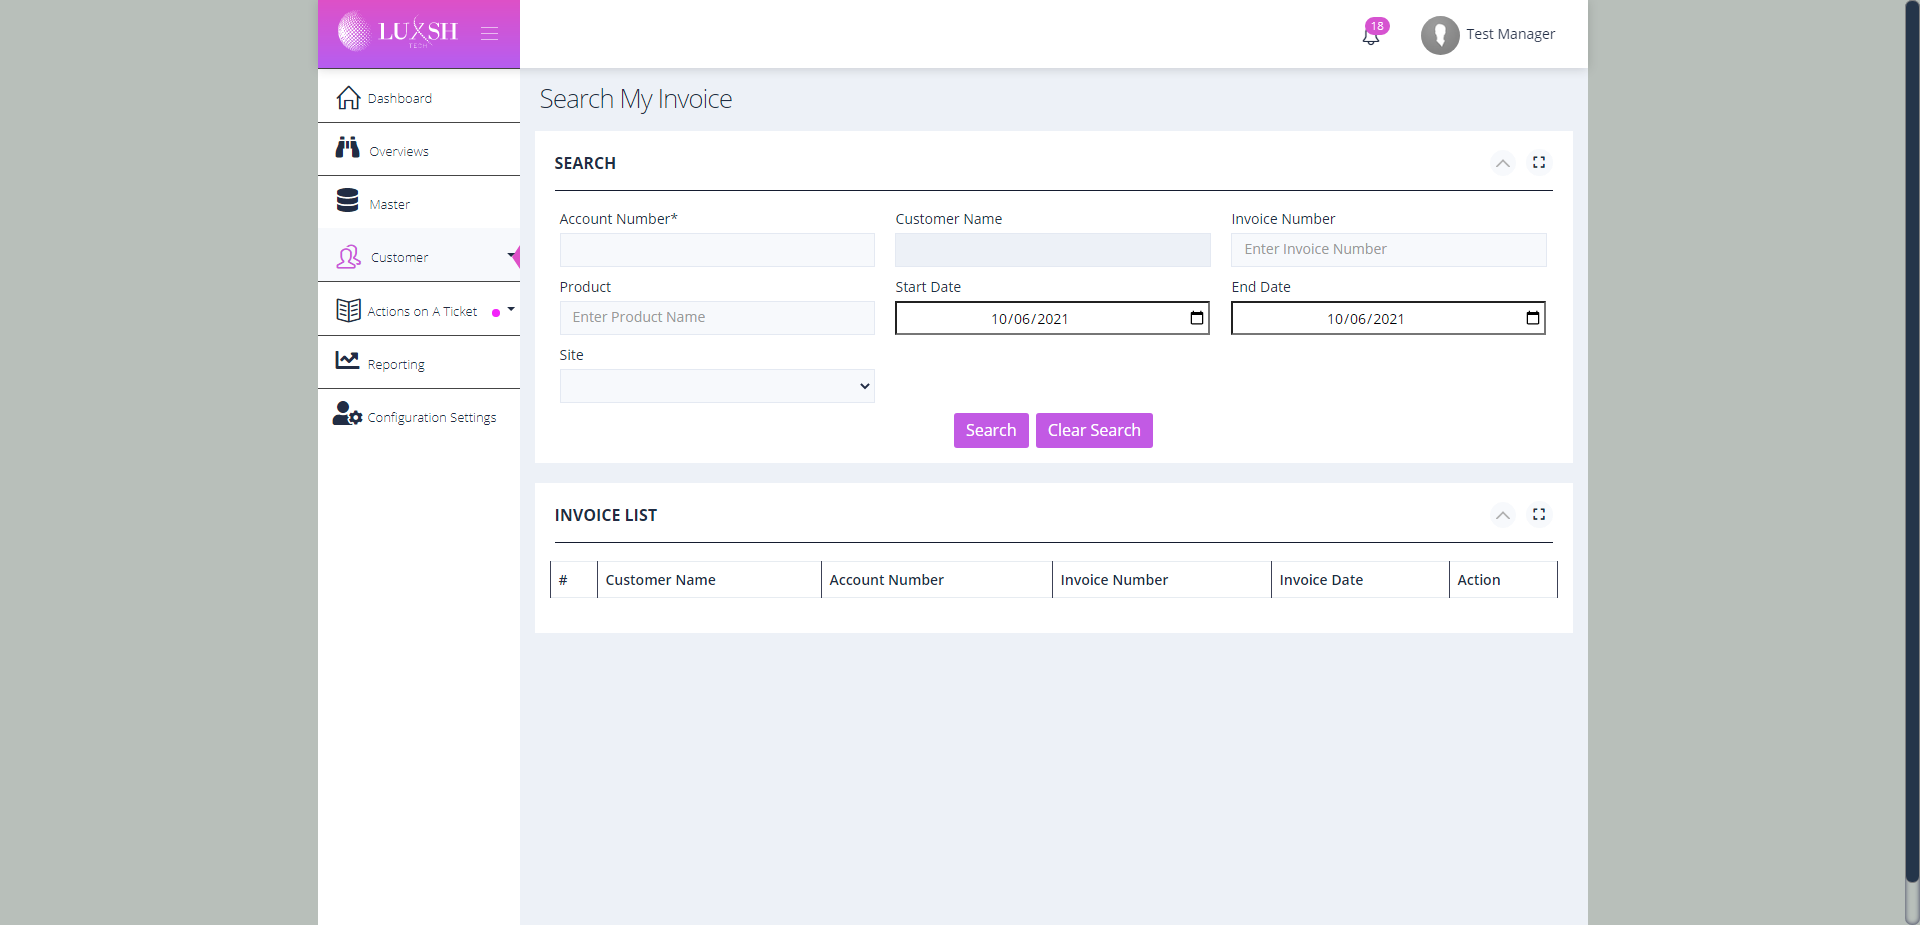 LUXSH
TECH
18
Test Manager
Dashboard
Overviews
Master
Customer
Actions on A Ticket
Reporting
Configuration Settings
Search My Invoice
SEARCH
Account Number*
Customer Name
Invoice Number
Enter Invoice Number
Product
Start Date
End Date
Enter Product Name
10/06/2021
10/06/2021
Site
Search
Clear Search
INVOICE LIST
# Customer Name Account Number Invoice Number Invoice Date Action